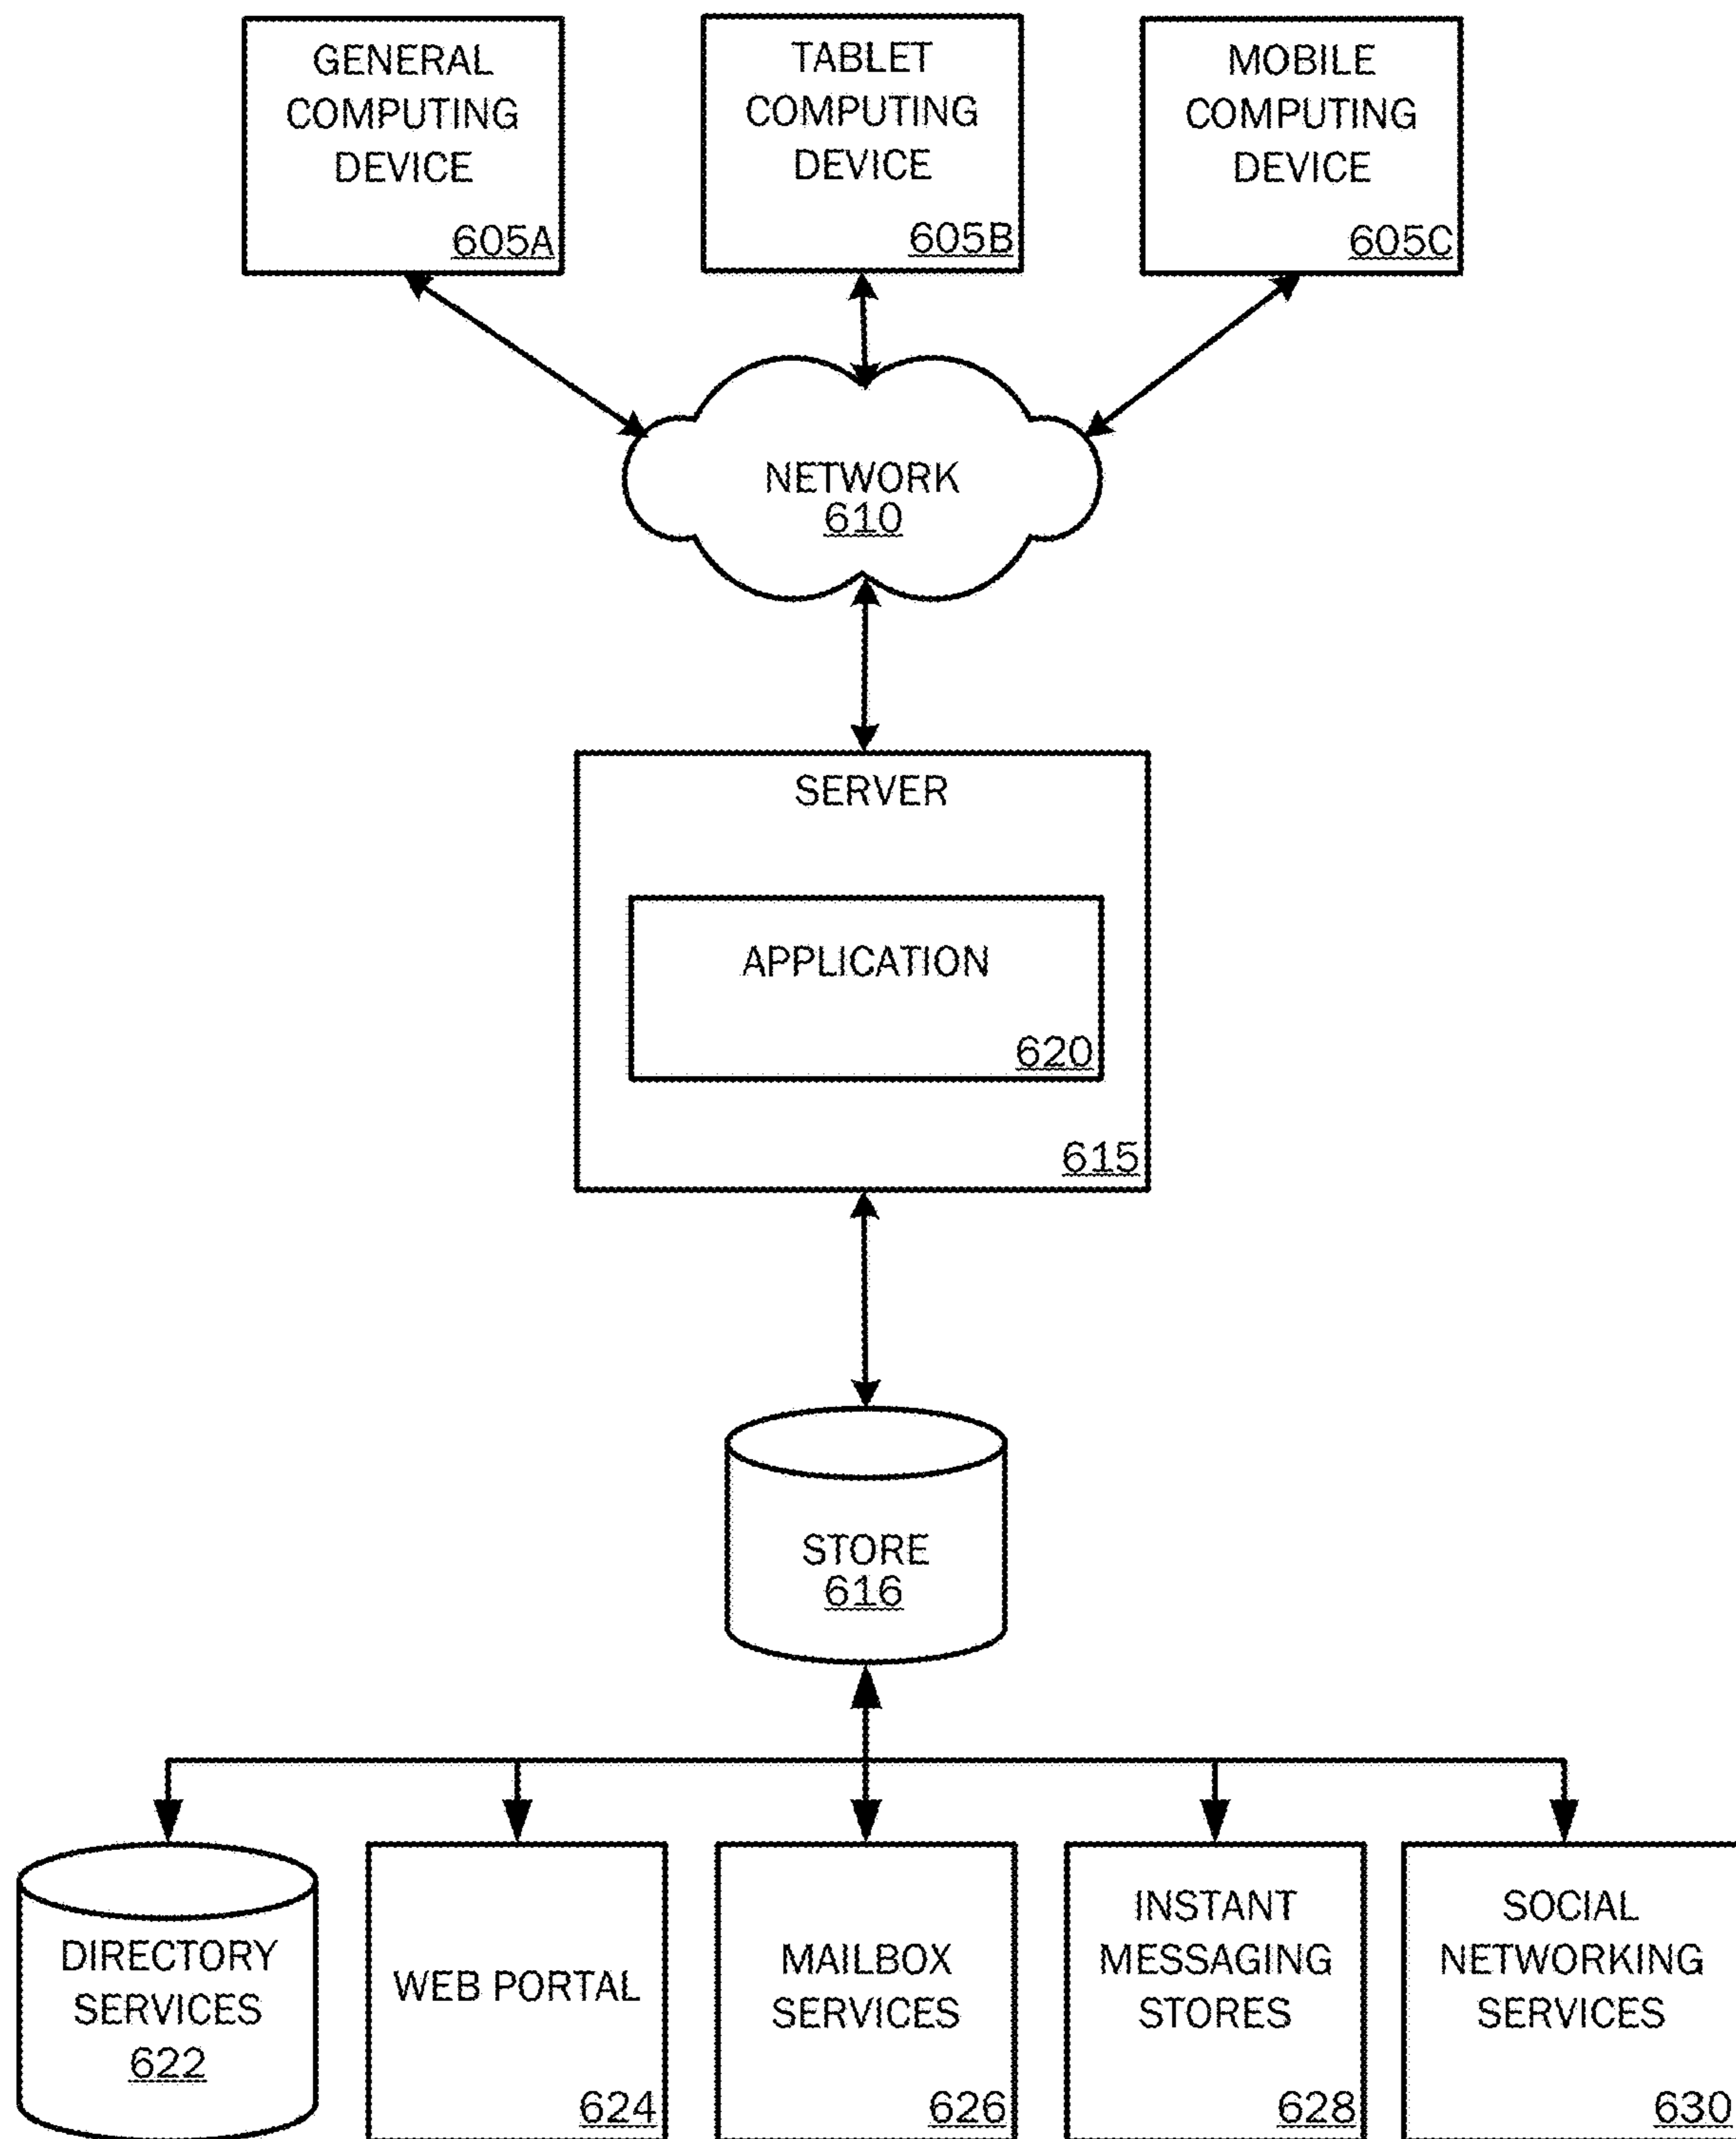 GENERAL
COMPUTING
DEVICE
605A
TABLET
COMPUTING
DEVICE
605B
MOBILE
COMPUTING
DEVICE
605C
NETWORK
610
SERVER
APPLICATION
620
615
STORE
616
DIRECTORY
SERVICES
622
WEB PORTAL
624
MAILBOX
SERVICES
626
INSTANT
MESSAGING
STORES
628
SOCIAL
NETWORKING
SERVICES
630